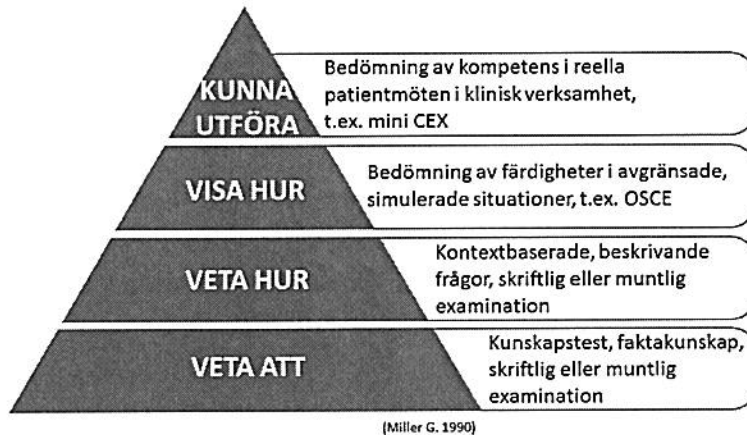 KUNNA
UTFÖRA
Bedömning av kompetens i reella
patientmöten i klinisk verksamhet,
t.ex. mini CEX
VISA HUR
Bedömning av färdigheter i avgränsade,
simulerade situationer, t.ex. OSCE
VETA HUR
Kontextbaserade, beskrivande
frågor, skriftlig eller muntlig
examination
VETA ATT
Kunskapstest, faktakunskap,
skriftlig eller muntlig
examination
(Miller G. 1990)